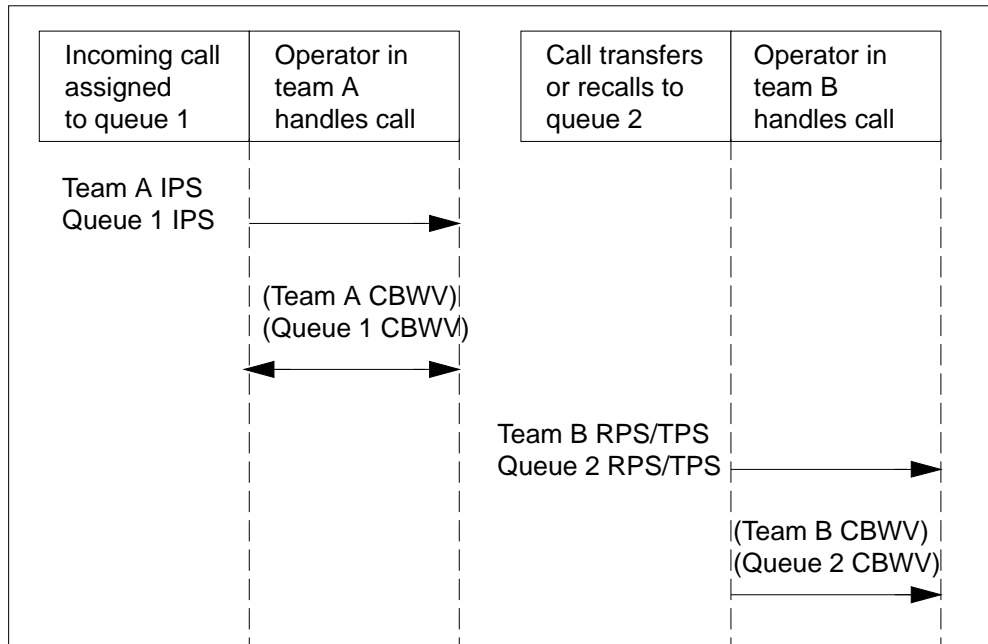 Incoming call
assigned
to queue 1
Operator in
team A
handles call
Call transfers
or recalls to
queue 2
Operator in
team B
handles call
Team A IPS
Queue 1 IPS
(Team A CBWV)
(Queue 1 CBWV)
Team B RPS/TPS
Queue 2 RPS/TPS
(Team B CBWV)
(Queue 2 CBWV)